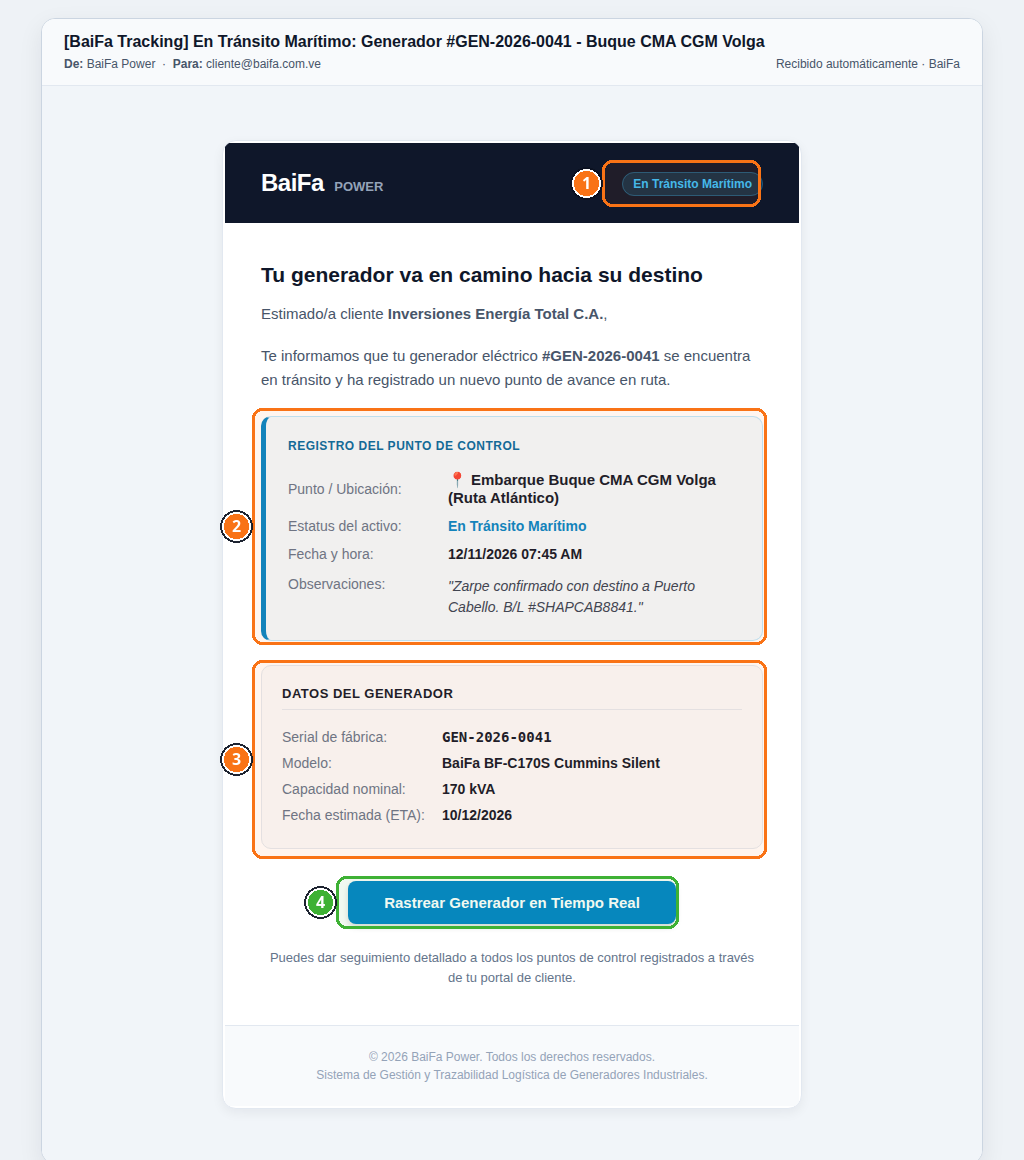 [BaiFa Tracking] En Tránsito Marítimo: Generador #GEN-2026-0041 - Buque CMA CGM Volga
De: BaiFa Power · Para: cliente@baifa.com.ve
Recibido automáticamente · BaiFa
BaiFa POWER
1
En Tránsito Marítimo
Tu generador va en camino hacia su destino
Estimado/a cliente Inversiones Energía Total C.A.,
Te informamos que tu generador eléctrico #GEN-2026-0041 se encuentra
en tránsito y ha registrado un nuevo punto de avance en ruta.
2
REGISTRO DEL PUNTO DE CONTROL
Punto / Ubicación: 📍 Embarque Buque CMA CGM Volga
(Ruta Atlántico)
Estatus del activo: En Tránsito Marítimo
Fecha y hora: 12/11/2026 07:45 AM
Observaciones: "Zarpe confirmado con destino a Puerto
Cabello. B/L #SHAPCAB8841."
3
DATOS DEL GENERADOR
Serial de fábrica: GEN-2026-0041
Modelo: BaiFa BF-C170S Cummins Silent
Capacidad nominal: 170 kVA
Fecha estimada (ETA): 10/12/2026
4
Rastrear Generador en Tiempo Real
Puedes dar seguimiento detallado a todos los puntos de control registrados a través
de tu portal de cliente.
© 2026 BaiFa Power. Todos los derechos reservados.
Sistema de Gestión y Trazabilidad Logística de Generadores Industriales.